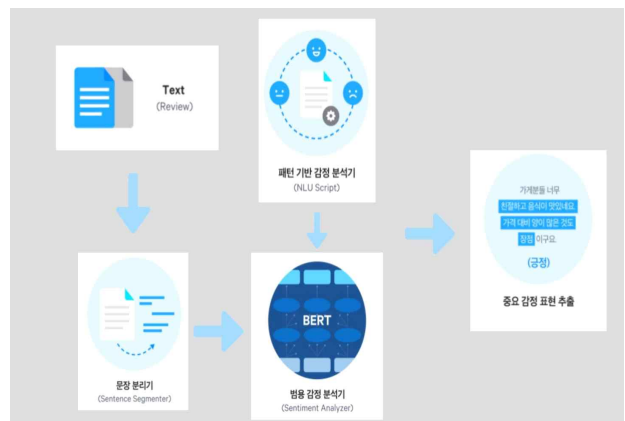 Text
(Review)
패턴 기반 감정 분석기
(NLU Script)
문장 분리기
(Sentence Segmenter)
BERT
범용 감정 분석기
(Sentiment Analyzer)
가게분들 너무
친절하고 음식이 맛있네요.
가격 대비 양이 많은 것도
장점 이구요.
(긍정)
중요 감정 표현 추출